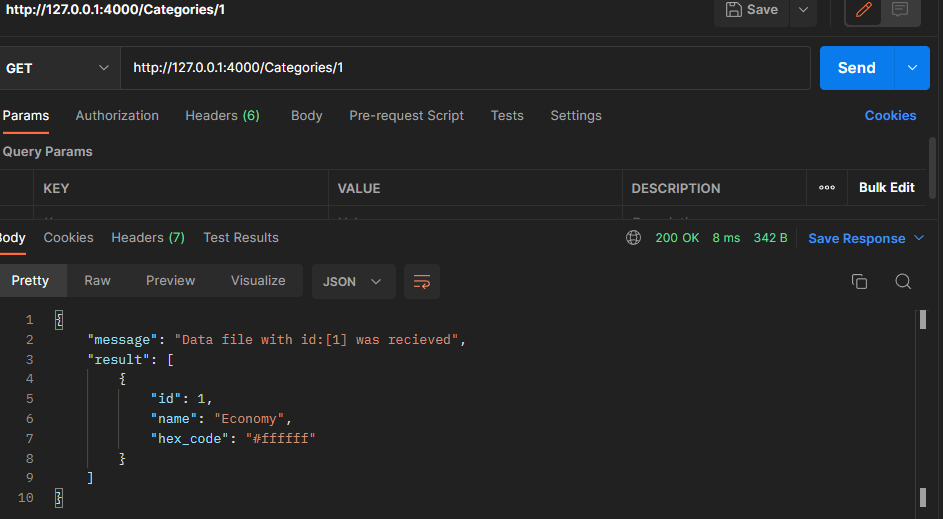 http://127.0.0.1:4000/Categories/1
Save
GET http://127.0.0.1:4000/Categories/1 Send
Params Authorization Headers (6) Body Pre-request Script Tests Settings Cookies
Query Params
KEY VALUE DESCRIPTION Bulk Edit
Body Cookies Headers (7) Test Results 200 OK 8 ms 342 B Save Response
Pretty Raw Preview Visualize JSON
1 {
2 "message": "Data file with id:[1] was recieved",
3 "result": [
4 {
5 "id": 1,
6 "name": "Economy",
7 "hex_code": "#ffffff"
8 }
9 ]
10 }